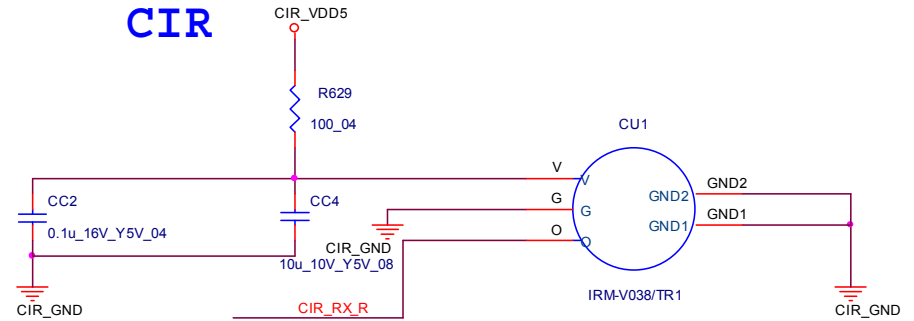 CIR
CIR_VDD5
R629
100_04
CU1
V
V
CC2
CC4
G
G
GND2
GND2
0.1u_16V_Y5V_04
GND1
GND1
CIR_GND
O
O
10u_10V_Y5V_08
IRM-V038/TR1
CIR_GND
CIR_RX_R
CIR_GND